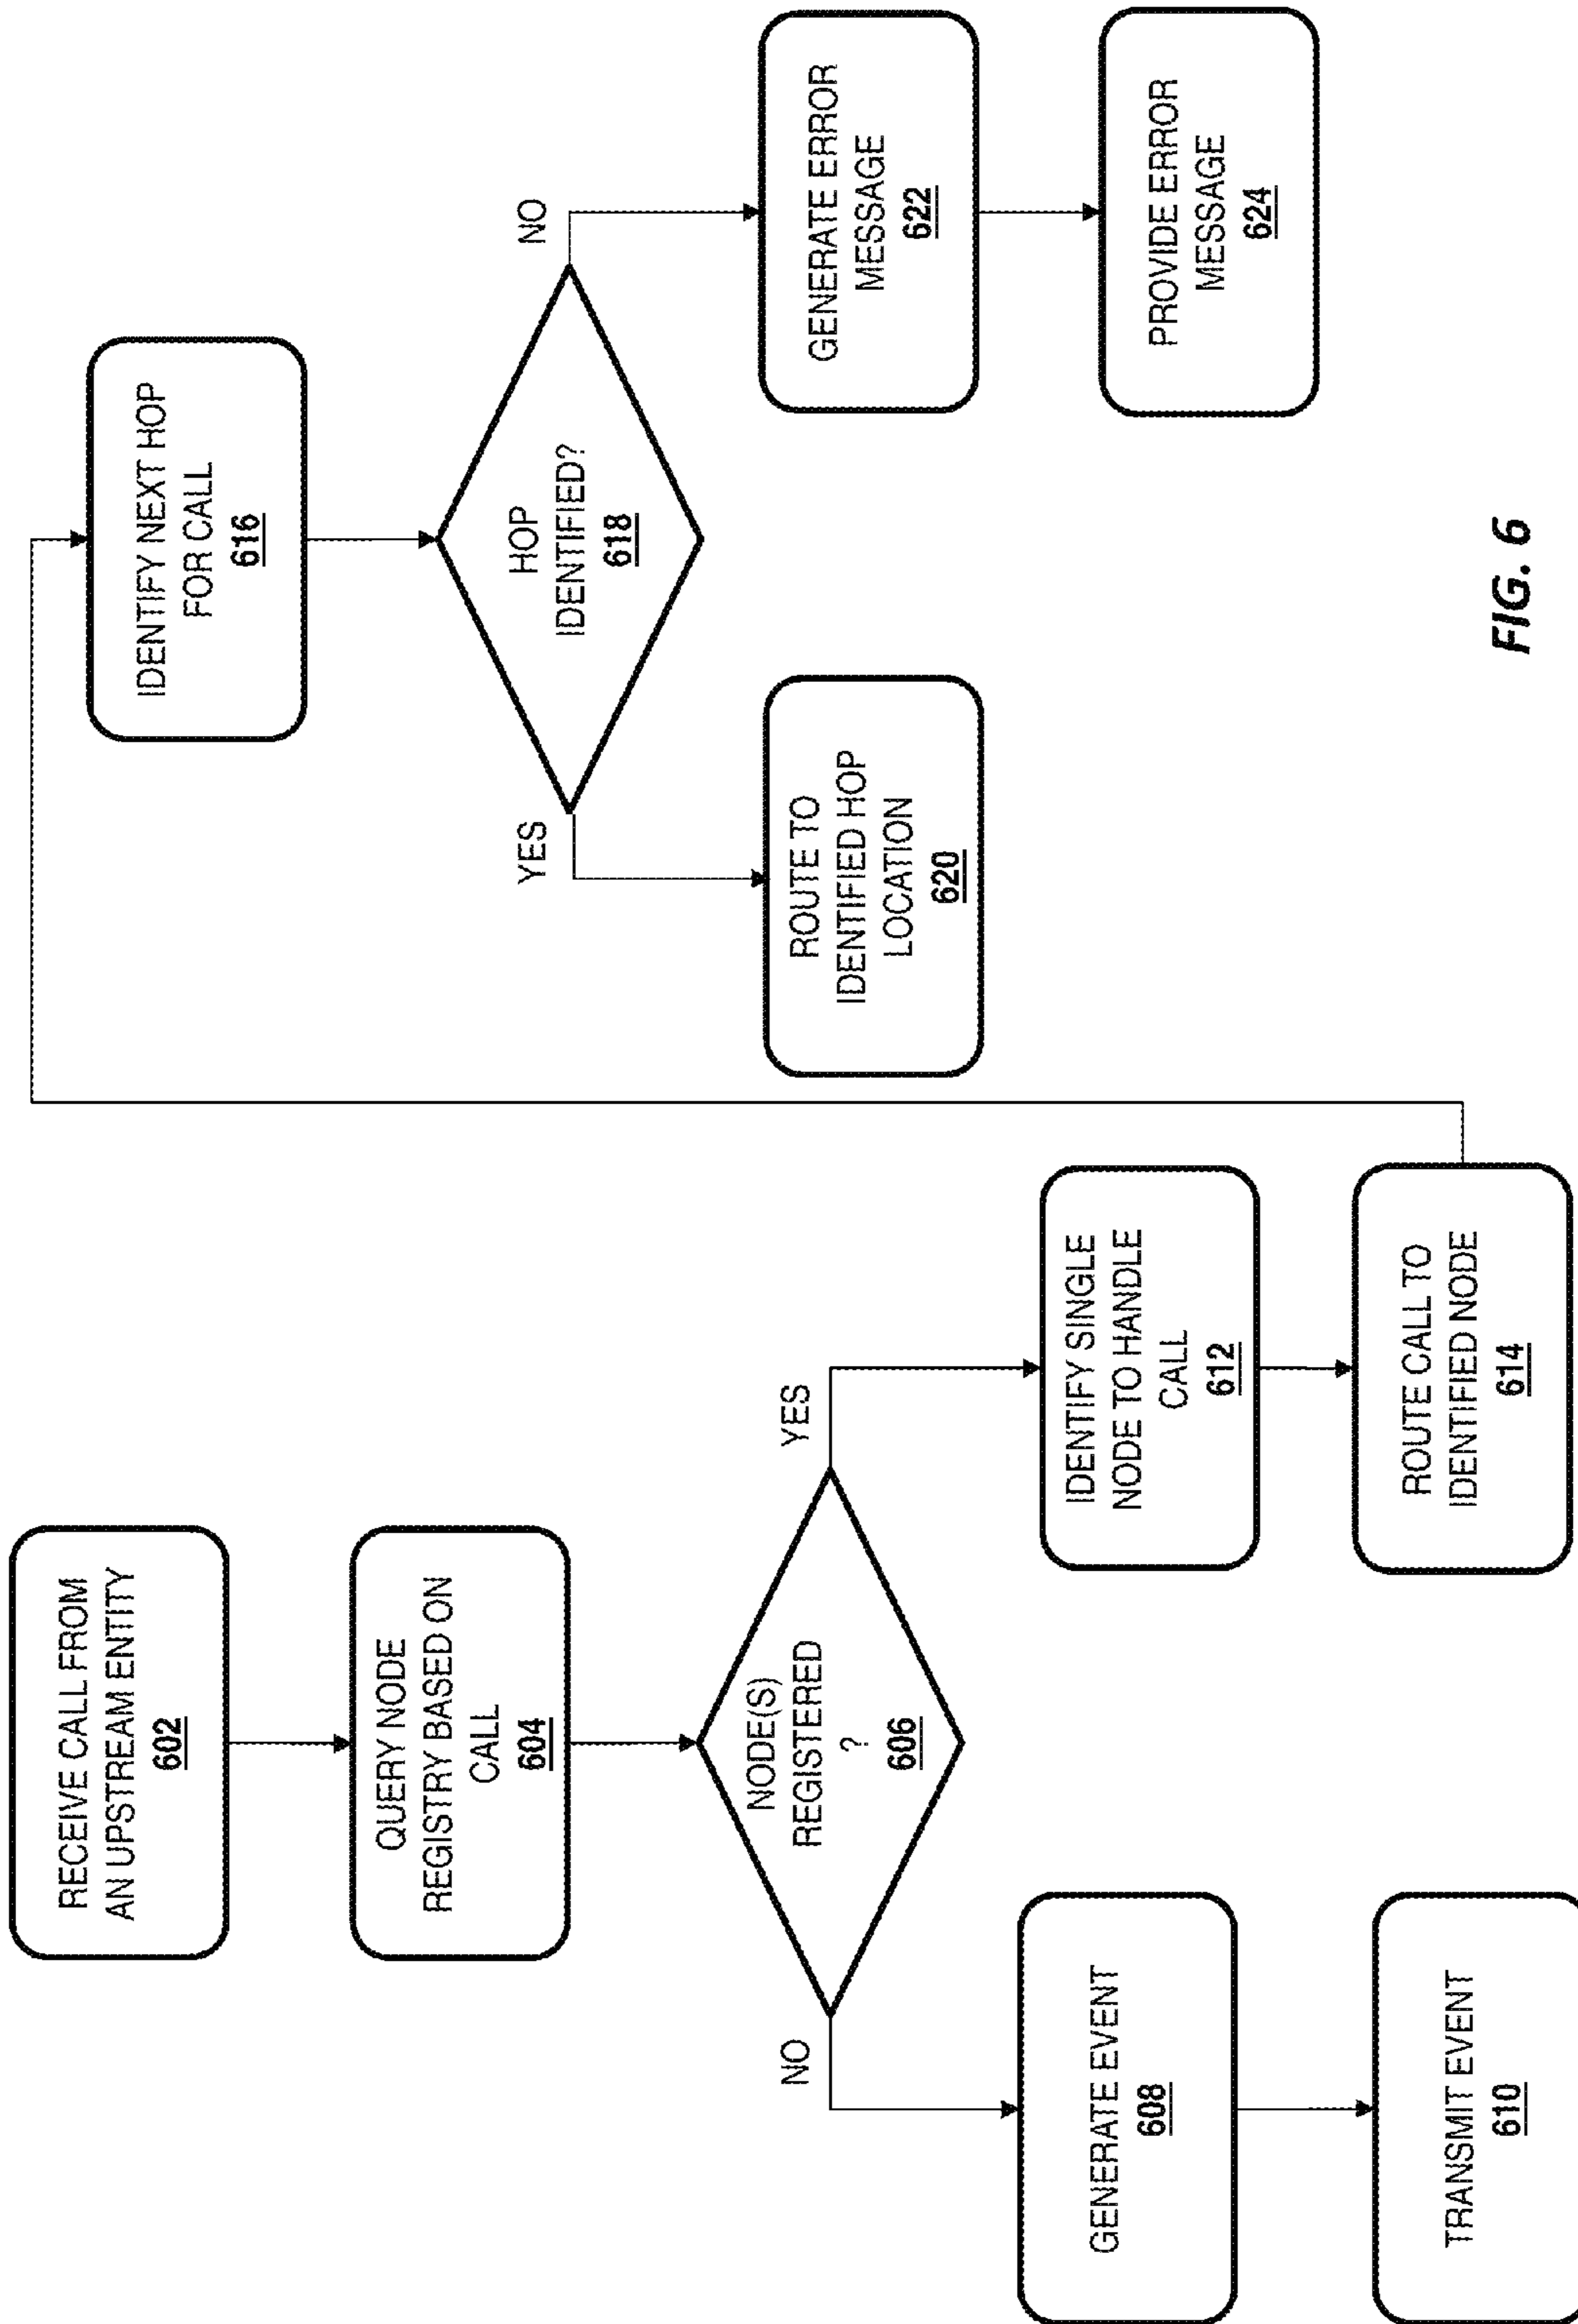 RECEIVE CALL FROM
AN UPSTREAM ENTITY
602
QUERY NODE
REGISTRY BASED ON
CALL
604
NODE(S)
REGISTERED
?
606
NO
YES
GENERATE EVENT
608
TRANSMIT EVENT
610
IDENTIFY SINGLE
NODE TO HANDLE
CALL
612
ROUTE CALL TO
IDENTIFIED NODE
614
IDENTIFY NEXT HOP
FOR CALL
616
HOP
IDENTIFIED?
618
YES
NO
ROUTE TO
IDENTIFIED HOP
LOCATION
620
GENERATE ERROR
MESSAGE
622
PROVIDE ERROR
MESSAGE
624
FIG. 6